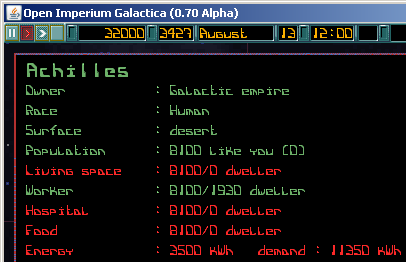 Open Imperium Galactica (0.70 Alpha)
32000 3427 August 13 12:00
Achilles
Owner : Galactic empire
Race : Human
Surface : desert
Population : 8100 like you (0)
Living space : 8100/0 dweller
Worker : 8100/1930 dweller
Hospital : 8100/0 dweller
Food : 8100/0 dweller
Energy : 3500 kWh demand : 11350 kWh